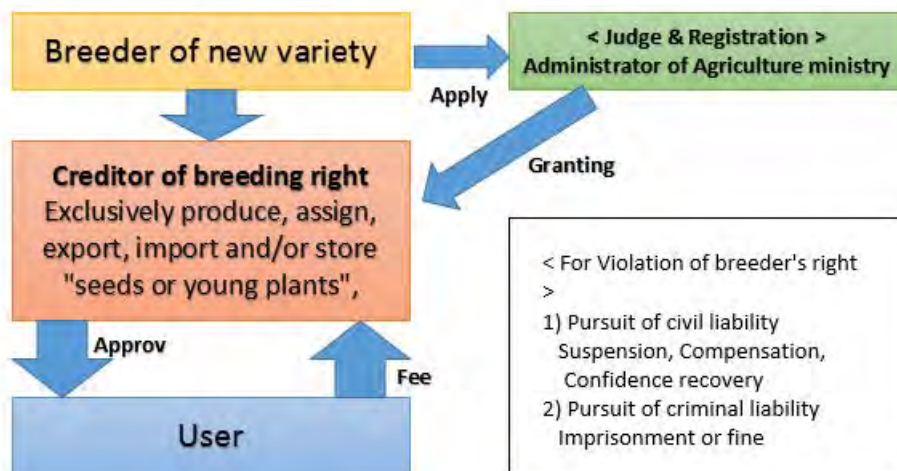 Breeder of new variety
Apply
< Judge & Registration >
Administrator of Agriculture ministry
Granting
Creditor of breeding right
Exclusively produce, assign,
export, import and/or store
"seeds or young plants",
Approv
Fee
User
< For Violation of breeder's right
>
1) Pursuit of civil liability
Suspension, Compensation,
Confidence recovery
2) Pursuit of criminal liability
Imprisonment or fine